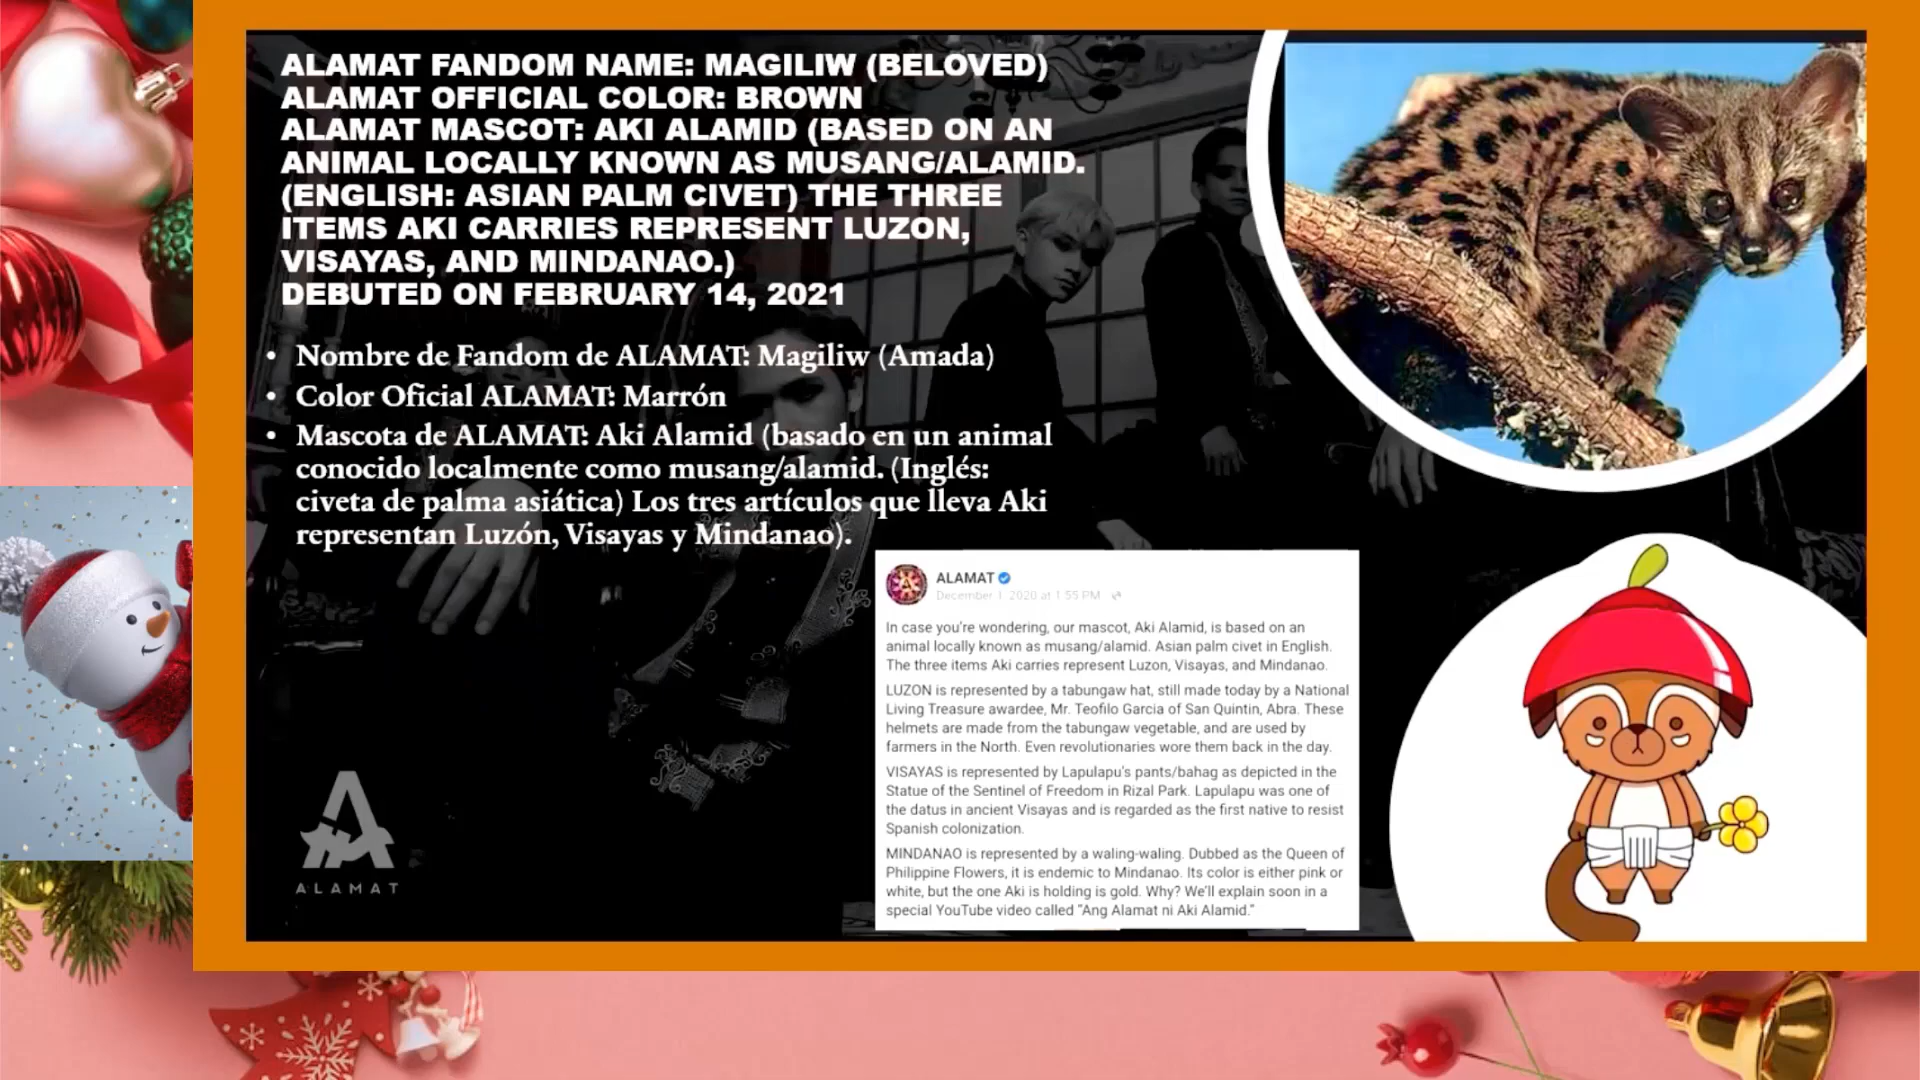 ALAMAT FANDOM NAME: MAGILIW (BELOVED)
ALAMAT OFFICIAL COLOR: BROWN
ALAMAT MASCOT: AKI ALAMID (BASED ON AN
ANIMAL LOCALLY KNOWN AS MUSANG/ALAMID.
(ENGLISH: ASIAN PALM CIVET) THE THREE
ITEMS AKI CARRIES REPRESENT LUZON,
VISAYAS, AND MINDANAO.)
DEBUTED ON FEBRUARY 14, 2021
• Nombre de Fandom de ALAMAT: Magiliw (Amada)
• Color Oficial ALAMAT: Marrón
• Mascota de ALAMAT: Aki Alamid (basado en un animal
conocido localmente como musang/alamid. (Inglés:
civeta de palma asiática) Los tres artículos que lleva Aki
representan Luzón, Visayas y Mindanao).
ALAMAT
December 1, 2020 at 1:55 PM
In case you're wondering, our mascot, Aki Alamid, is based on an
animal locally known as musang/alamid. Asian palm civet in English.
The three items Aki carries represent Luzon, Visayas, and Mindanao.
LUZON is represented by a tabungaw hat, still made today by a National
Living Treasure awardee, Mr. Teofilo Garcia of San Quintin, Abra. These
helmets are made from the tabungaw vegetable, and are used by
farmers in the North. Even revolutionaries wore them back in the day.
VISAYAS is represented by Lapulapu's pants/bahag as depicted in the
Statue of the Sentinel of Freedom in Rizal Park. Lapulapu was one of
the datus in ancient Visayas and is regarded as the first native to resist
Spanish colonization.
MINDANAO is represented by a waling-waling. Dubbed as the Queen of
Philippine Flowers, it is endemic to Mindanao. Its color is either pink or
white, but the one Aki is holding is gold. Why? We'll explain soon in a
special YouTube video called "Ang Alamat ni Aki Alamid."
ALAMAT